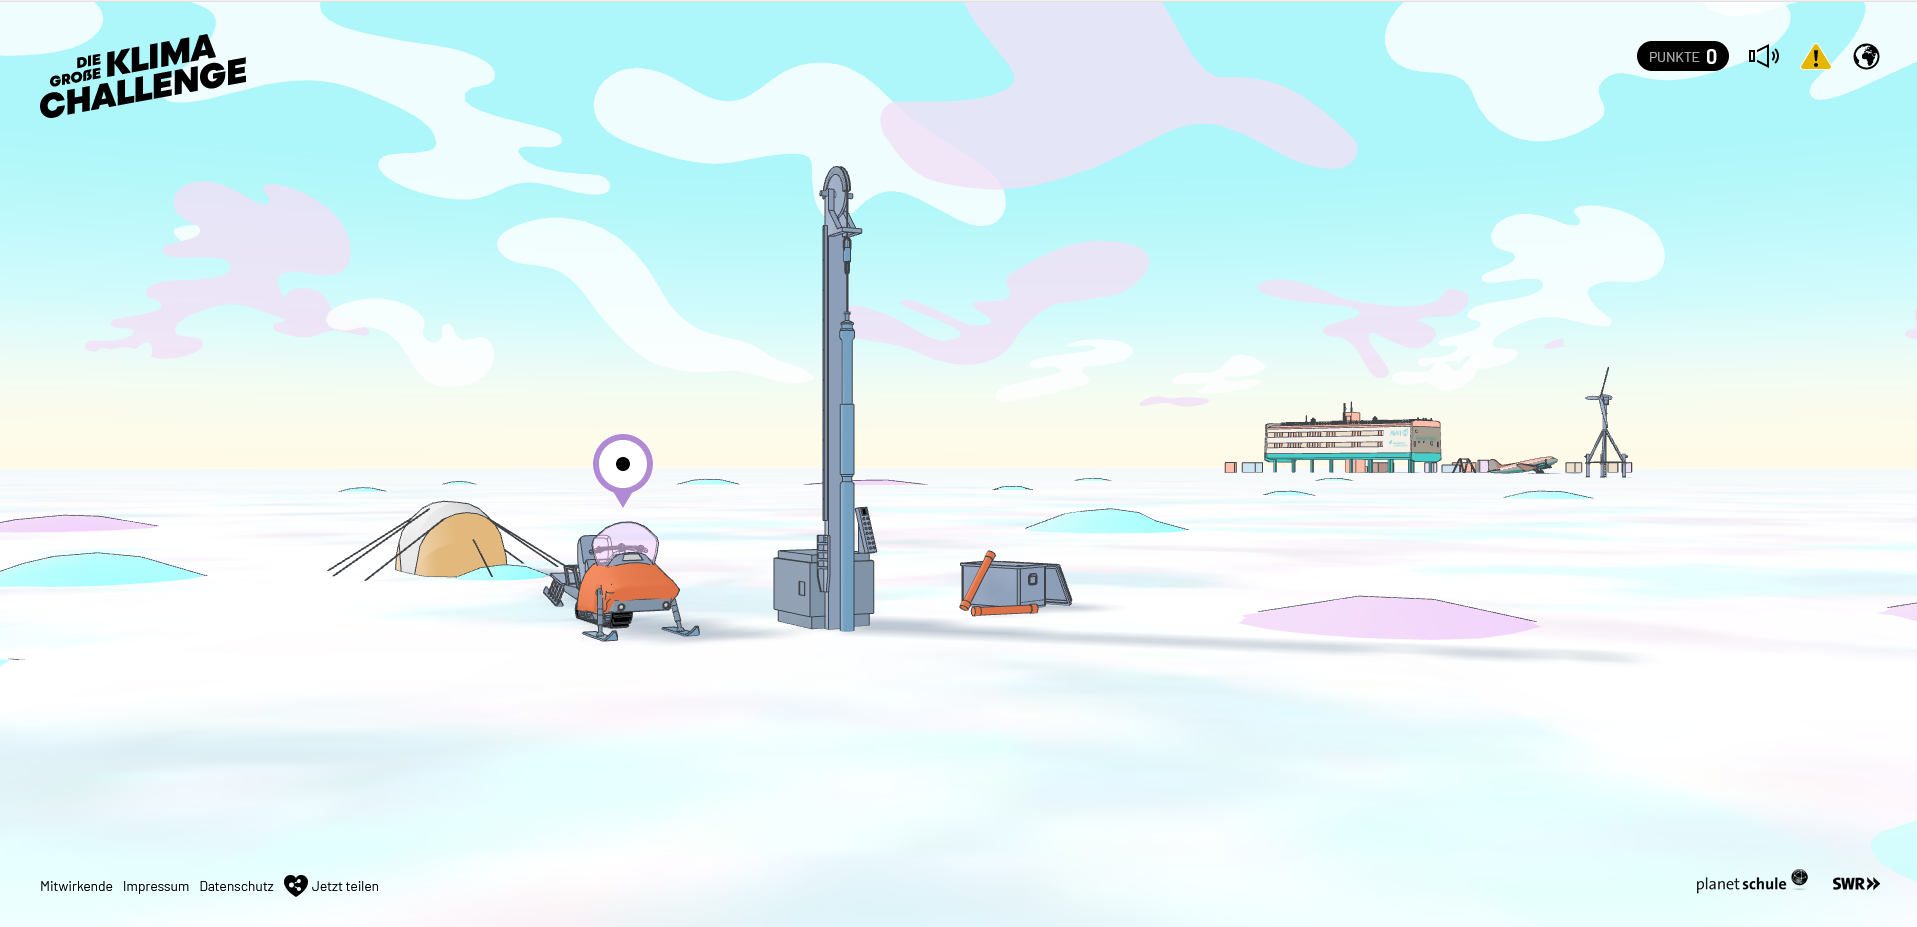 DIE KLIMA
GROẞE
CHALLENGE
PUNKTE 0
Mitwirkende Impressum Datenschutz Jetzt teilen
planet schule SWR